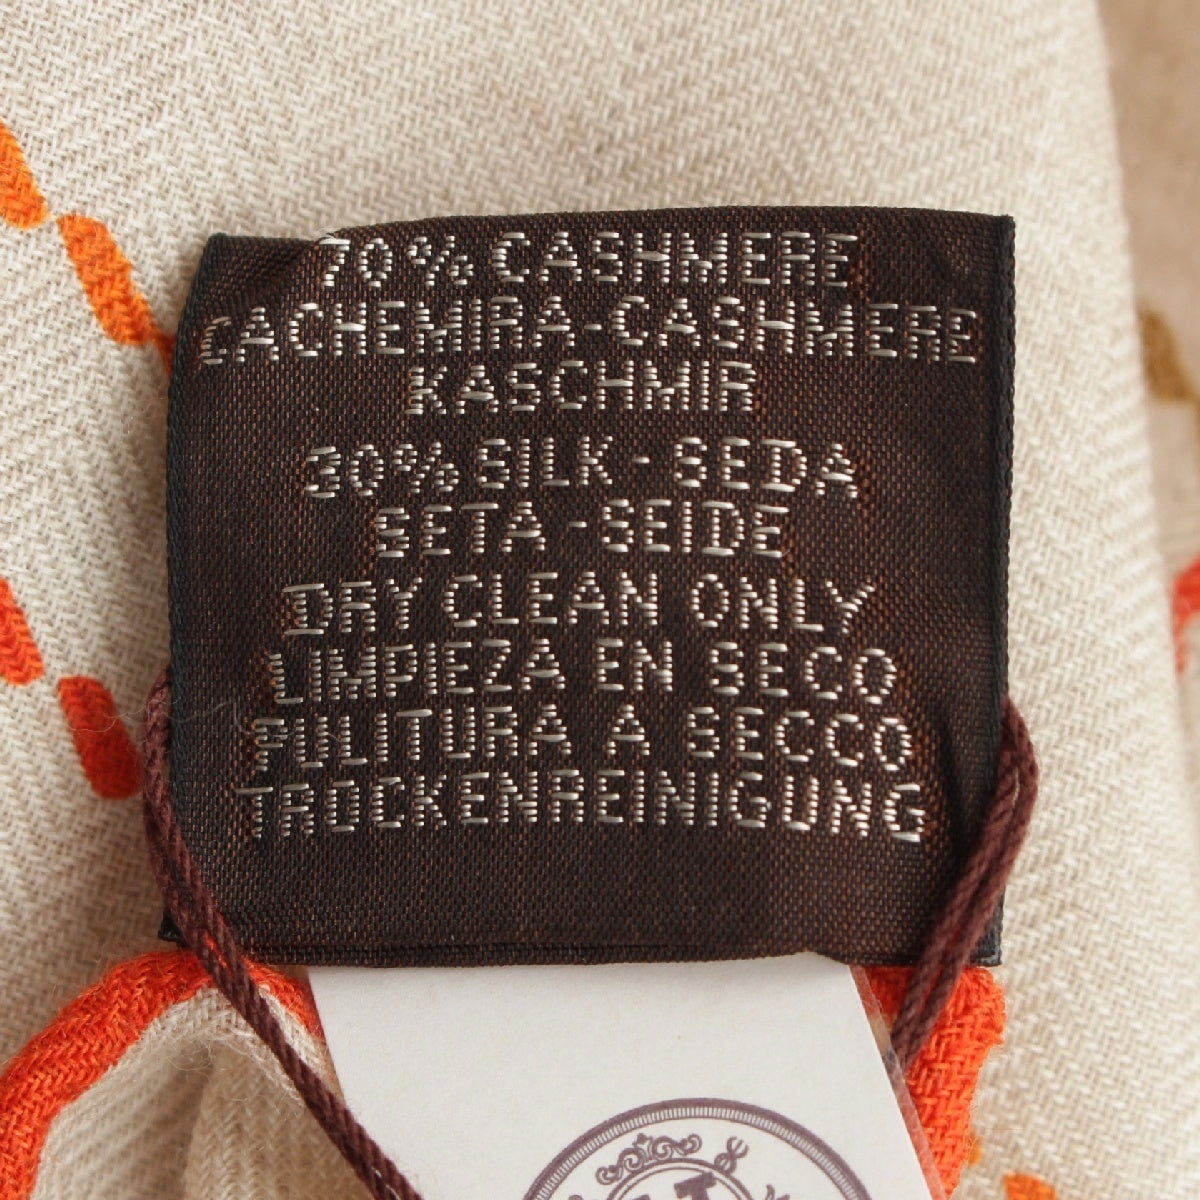 70% CASHMERE
CACHEMIRA-CASHMERE
KASCHMIR
30% SILK - SEDA
SETA - SEIDE
DRY CLEAN ONLY
LIMPIEZA EN SECO
PULITURA A SECCO
TROCKENREINIGUNG